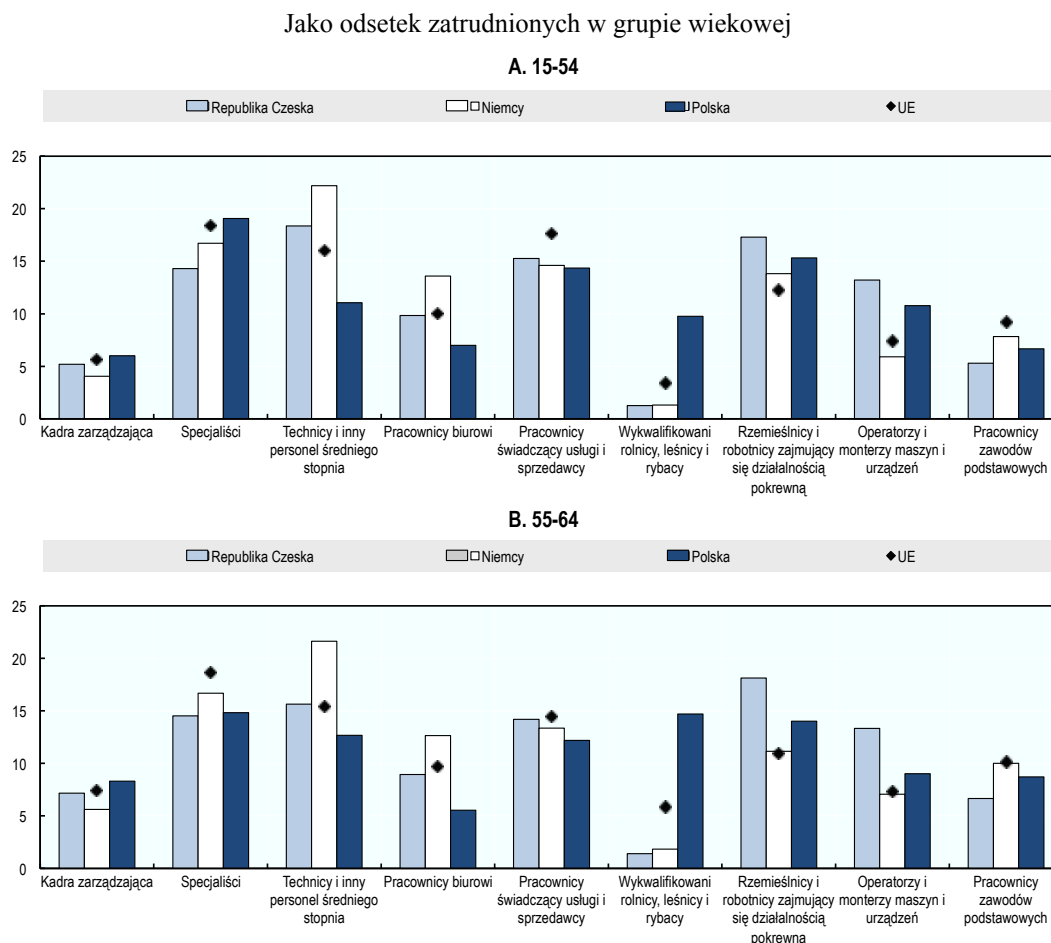 Jako odsetek zatrudnionych w grupie wiekowej
A. 15-54
Republika Czeska Niemcy Polska UE
25
20
15
10
5
0
Kadra zarządzająca
Specjaliści
Technicy i inny
personel średniego
stopnia
Pracownicy biurowi
Pracownicy
świadczący usługi i
sprzedawcy
Wykwalifikowani
rolnicy, leśnicy i
rybacy
Rzemieślnicy i
robotnicy zajmujący
się działalnością
pokrewną
Operatorzy i
monterzy maszyn i
urządzeń
Pracownicy
zawodów
podstawowych
B. 55-64
Republika Czeska Niemcy Polska UE
25
20
15
10
5
0
Kadra zarządzająca
Specjaliści
Technicy i inny
personel średniego
stopnia
Pracownicy biurowi
Pracownicy
świadczący usługi i
sprzedawcy
Wykwalifikowani
rolnicy, leśnicy i
rybacy
Rzemieślnicy i
robotnicy zajmujący
się działalnością
pokrewną
Operatorzy i
monterzy maszyn i
urządzeń
Pracownicy
zawodów
podstawowych